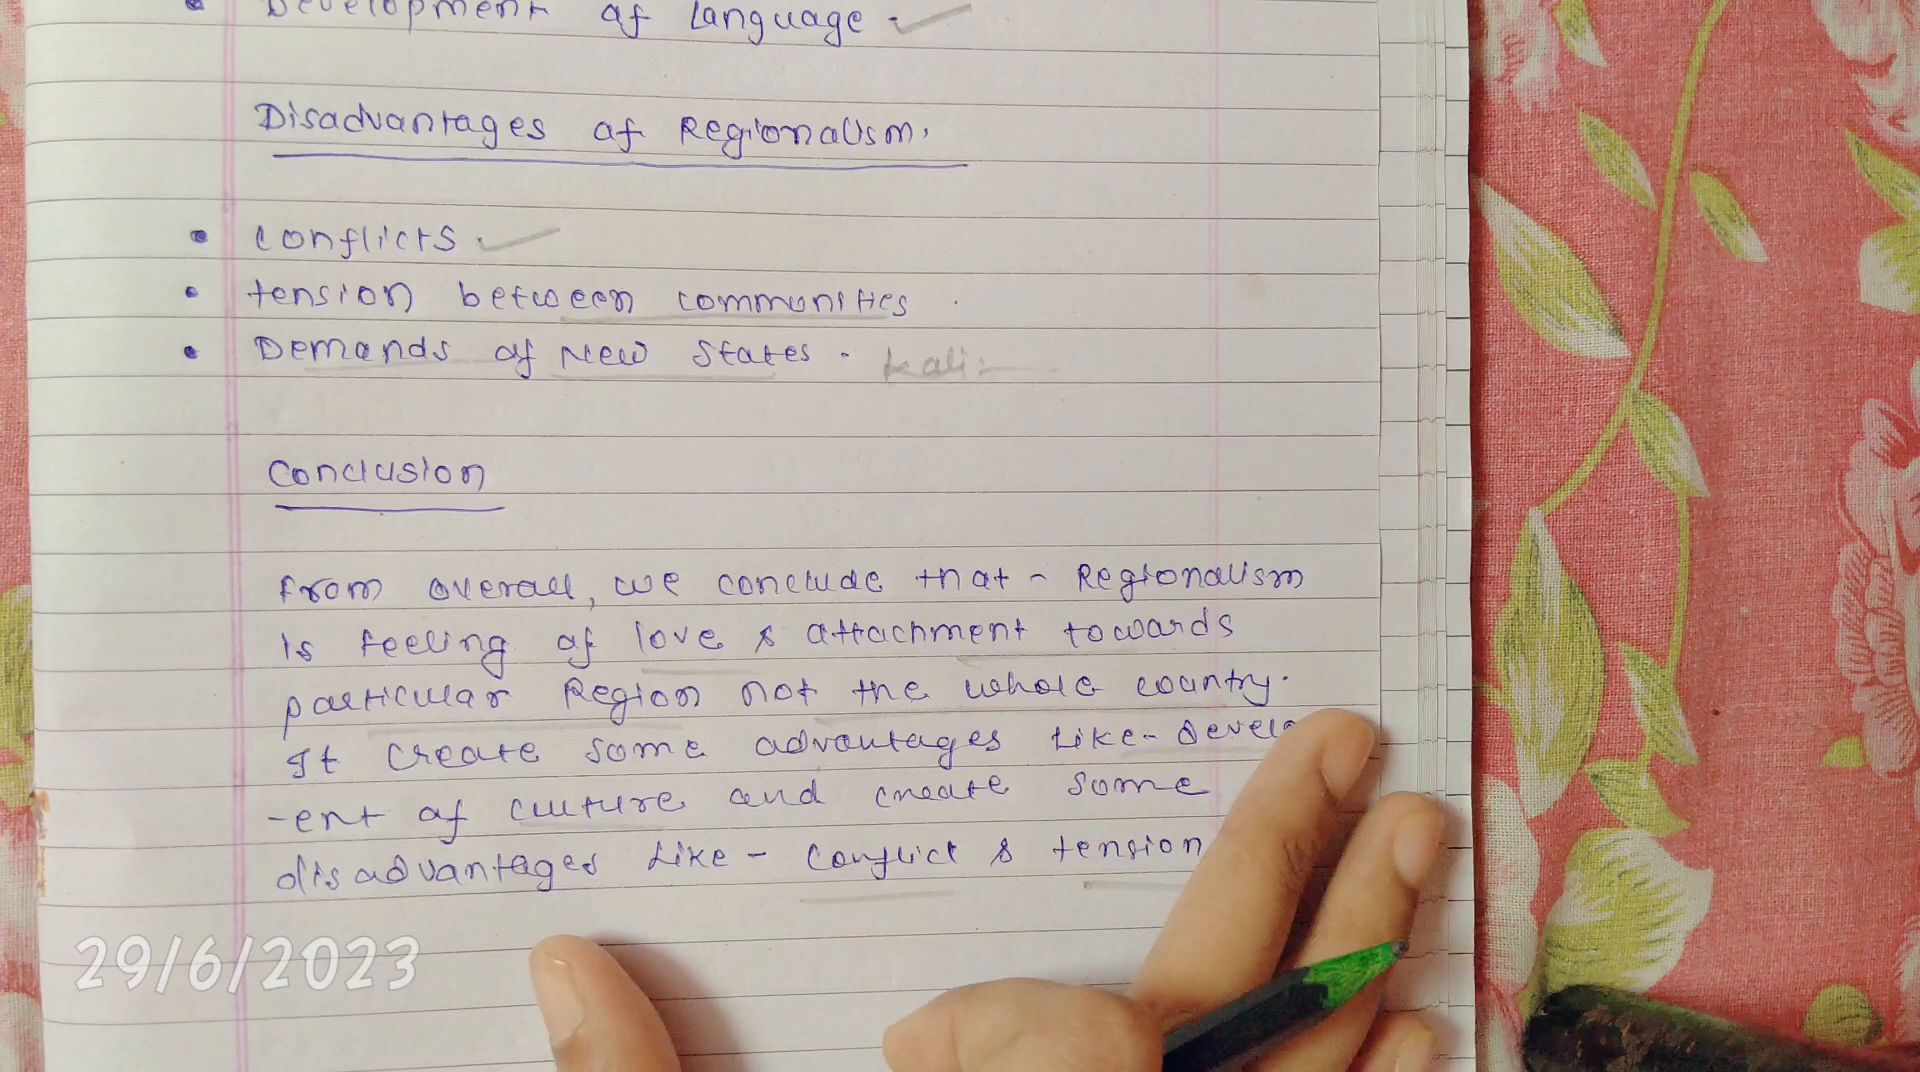 • Development of Language.
Disadvantages of Regionalism.
• Conflicts.
• tension between communities.
• Demands of New States.
Conclusion
from overall, we conclude that - Regionalism
is feeling of love & attachment towards
particular Region not the whole country.
It create some advantages like -
-ent of culture and create some
disadvantages like - conflict & tension
29/6/2023